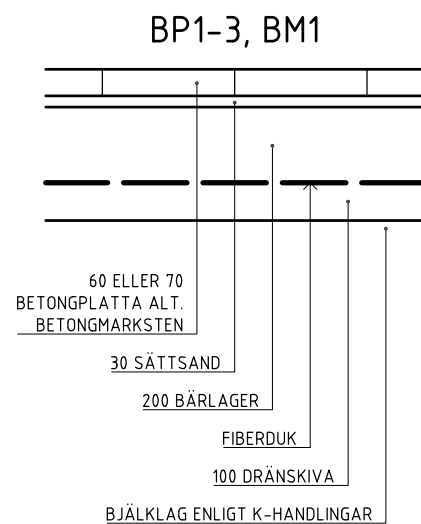 BP1-3, BM1
60 ELLER 70
BETONGPLATTA ALT.
BETONGMARKSTEN
30 SÄTTSAND
200 BÄRLAGER
FIBERDUK
100 DRÄNSKIVA
BJÄLKLAG ENLIGT K-HANDLINGAR